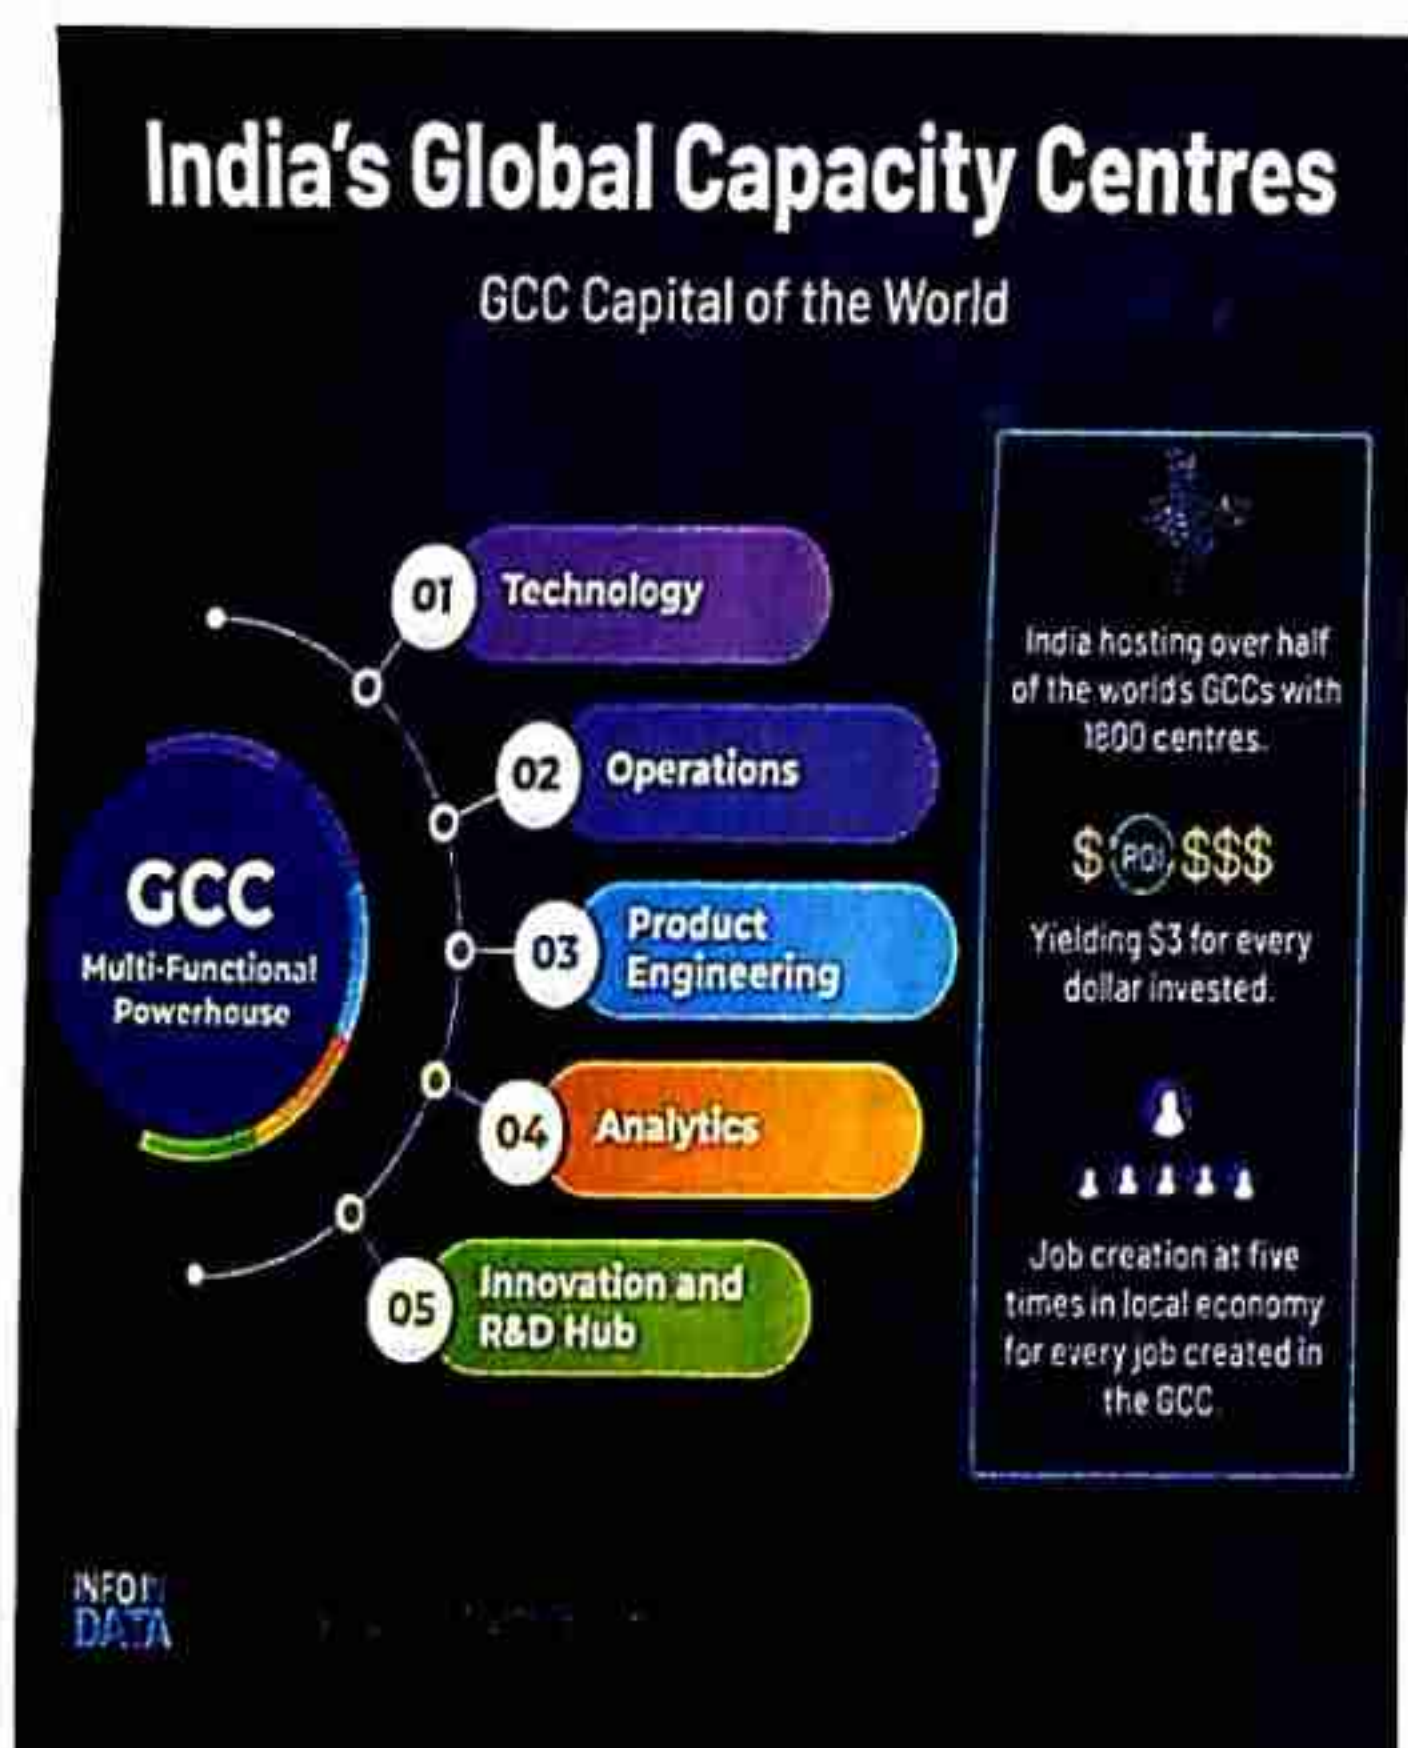 India's Global Capacity Centres
GCC Capital of the World
GCC
Multi-Functional
Powerhouse
01 Technology
02 Operations
03 Product
Engineering
04 Analytics
05 Innovation and
R&D Hub
India hosting over half
of the world's GCCs with
1800 centres.
$ ROI $$$
Yielding $3 for every
dollar invested.
Job creation at five
times in local economy
for every job created in
the GCC.
INFO IN
DATA